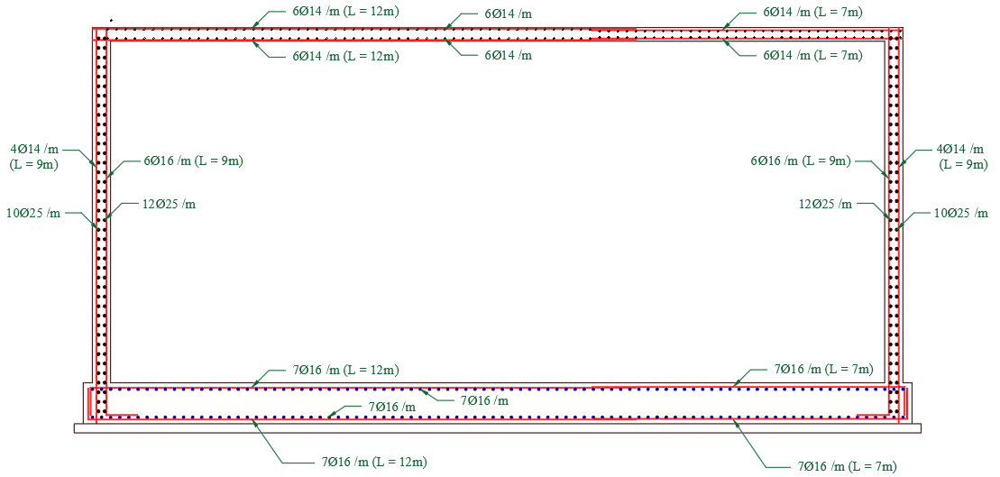 6Ø14 /m (L = 12m)
6Ø14 /m
6Ø14 /m (L = 7m)
6Ø14 /m (L = 12m)
6Ø14 /m
6Ø14 /m (L = 7m)
4Ø14 /m
(L = 9m)
6Ø16 /m (L = 9m)
6Ø16 /m (L = 9m)
4Ø14 /m
(L = 9m)
10Ø25 /m
12Ø25 /m
12Ø25 /m
10Ø25 /m
7Ø16 /m (L = 12m)
7Ø16 /m (L = 7m)
7Ø16 /m
7Ø16 /m
7Ø16 /m (L = 12m)
7Ø16 /m (L = 7m)